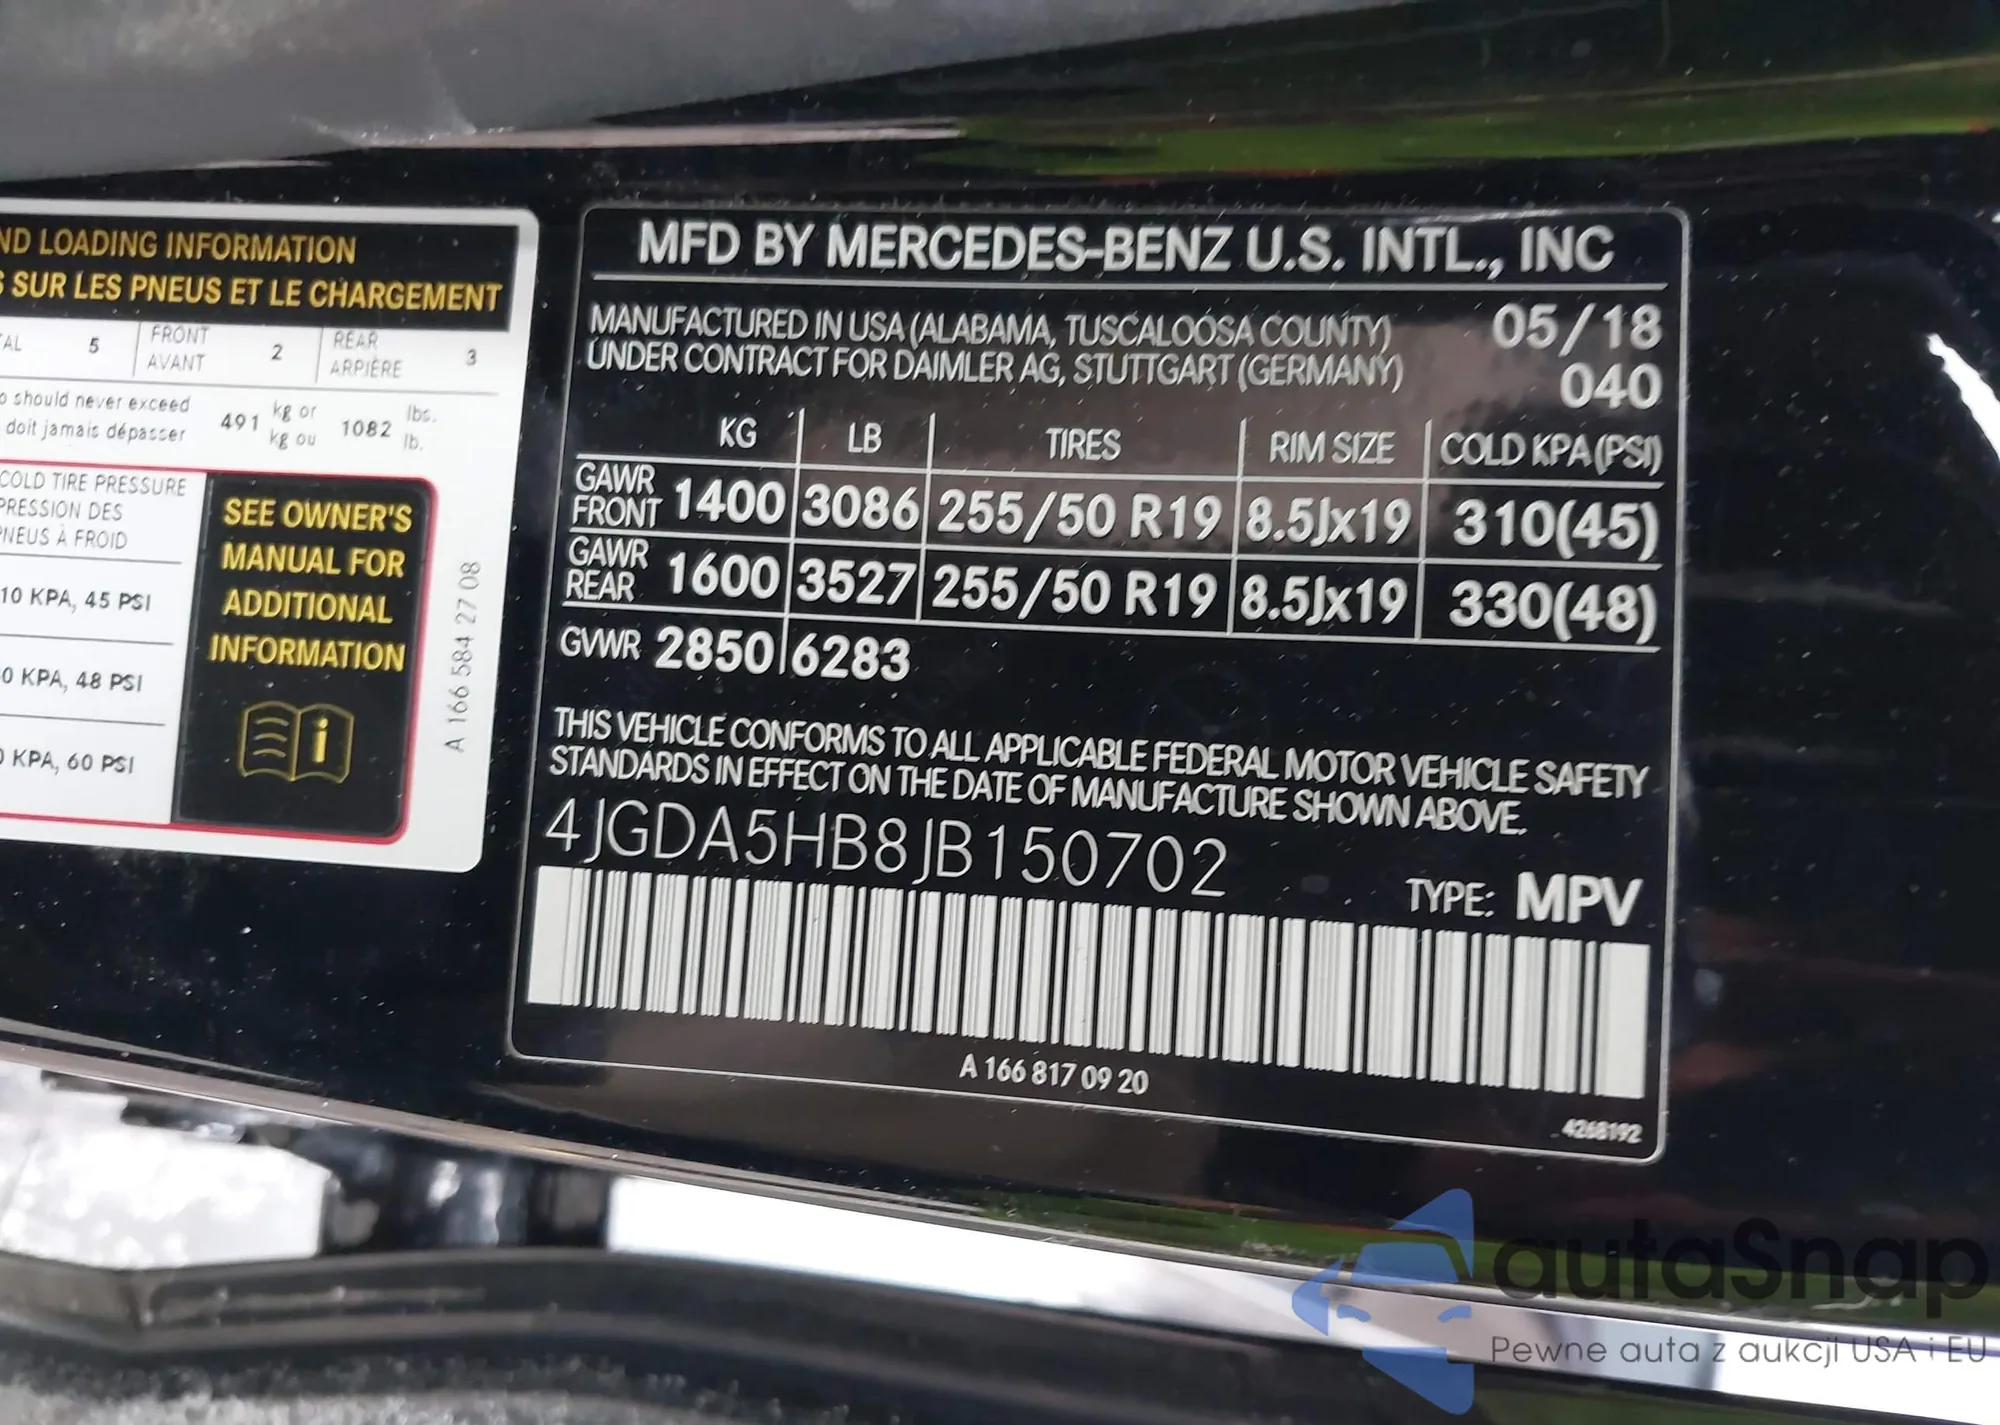 ND LOADING INFORMATION
SUR LES PNEUS ET LE CHARGEMENT
5 FRONT AVANT 2 REAR ARRIÈRE 3
should never exceed
doit jamais dépasser
491 kg or kg ou 1082 lbs. lb.
COLD TIRE PRESSURE
PRESSION DES
PNEUS À FROID
10 KPA, 45 PSI
0 KPA, 48 PSI
0 KPA, 60 PSI
SEE OWNER'S
MANUAL FOR
ADDITIONAL
INFORMATION
i
A 166 584 27 08
MFD BY MERCEDES-BENZ U.S. INTL., INC
MANUFACTURED IN USA (ALABAMA, TUSCALOOSA COUNTY) 05/18
UNDER CONTRACT FOR DAIMLER AG, STUTTGART (GERMANY) 040
KG LB TIRES RIM SIZE COLD KPA (PSI)
GAWR FRONT 1400 3086 255/50 R19 8.5Jx19 310(45)
GAWR REAR 1600 3527 255/50 R19 8.5Jx19 330(48)
GVWR 2850 6283
THIS VEHICLE CONFORMS TO ALL APPLICABLE FEDERAL MOTOR VEHICLE SAFETY
STANDARDS IN EFFECT ON THE DATE OF MANUFACTURE SHOWN ABOVE.
4JGDA5HB8JB150702
TYPE: MPV
A 166 817 09 20
4268192
autaSnap
Pewne auta z aukcji USA i EU